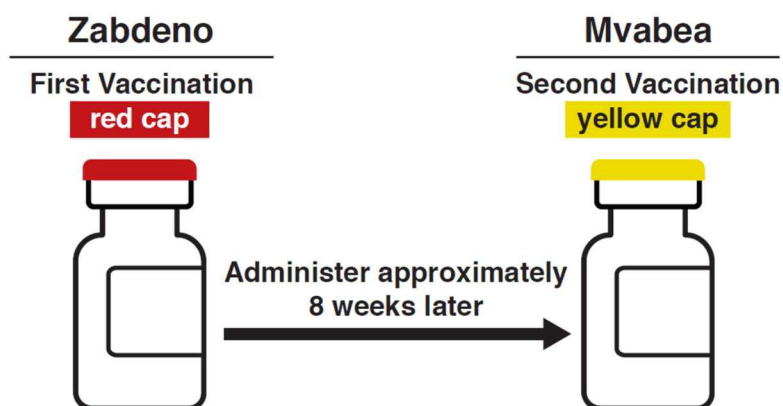 Zabdeno
First Vaccination
red cap
Mvabea
Second Vaccination
yellow cap
Administer approximately
8 weeks later